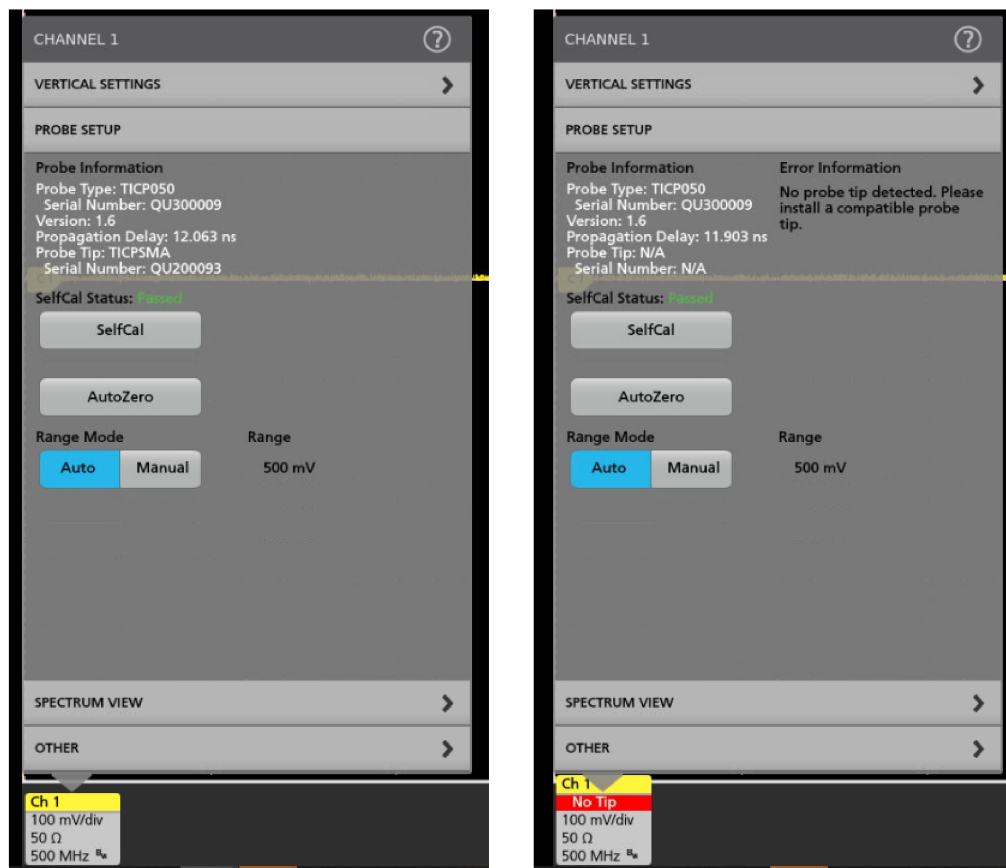 CHANNEL 1
?
VERTICAL SETTINGS
PROBE SETUP
Probe Information
Probe Type: TICP050
Serial Number: QU300009
Version: 1.6
Propagation Delay: 12.063 ns
Probe Tip: TICPSMA
Serial Number: QU200093
SelfCal Status: Passed
SelfCal
AutoZero
Range Mode
Range
Auto
Manual
500 mV
SPECTRUM VIEW
OTHER
Ch 1
100 mV/div
50 Ω
500 MHz
CHANNEL 1
?
VERTICAL SETTINGS
PROBE SETUP
Probe Information
Probe Type: TICP050
Serial Number: QU300009
Version: 1.6
Propagation Delay: 11.903 ns
Probe Tip: N/A
Serial Number: N/A
Error Information
No probe tip detected. Please
install a compatible probe
tip.
SelfCal Status: Passed
SelfCal
AutoZero
Range Mode
Range
Auto
Manual
500 mV
SPECTRUM VIEW
OTHER
Ch 1
No Tip
100 mV/div
50 Ω
500 MHz